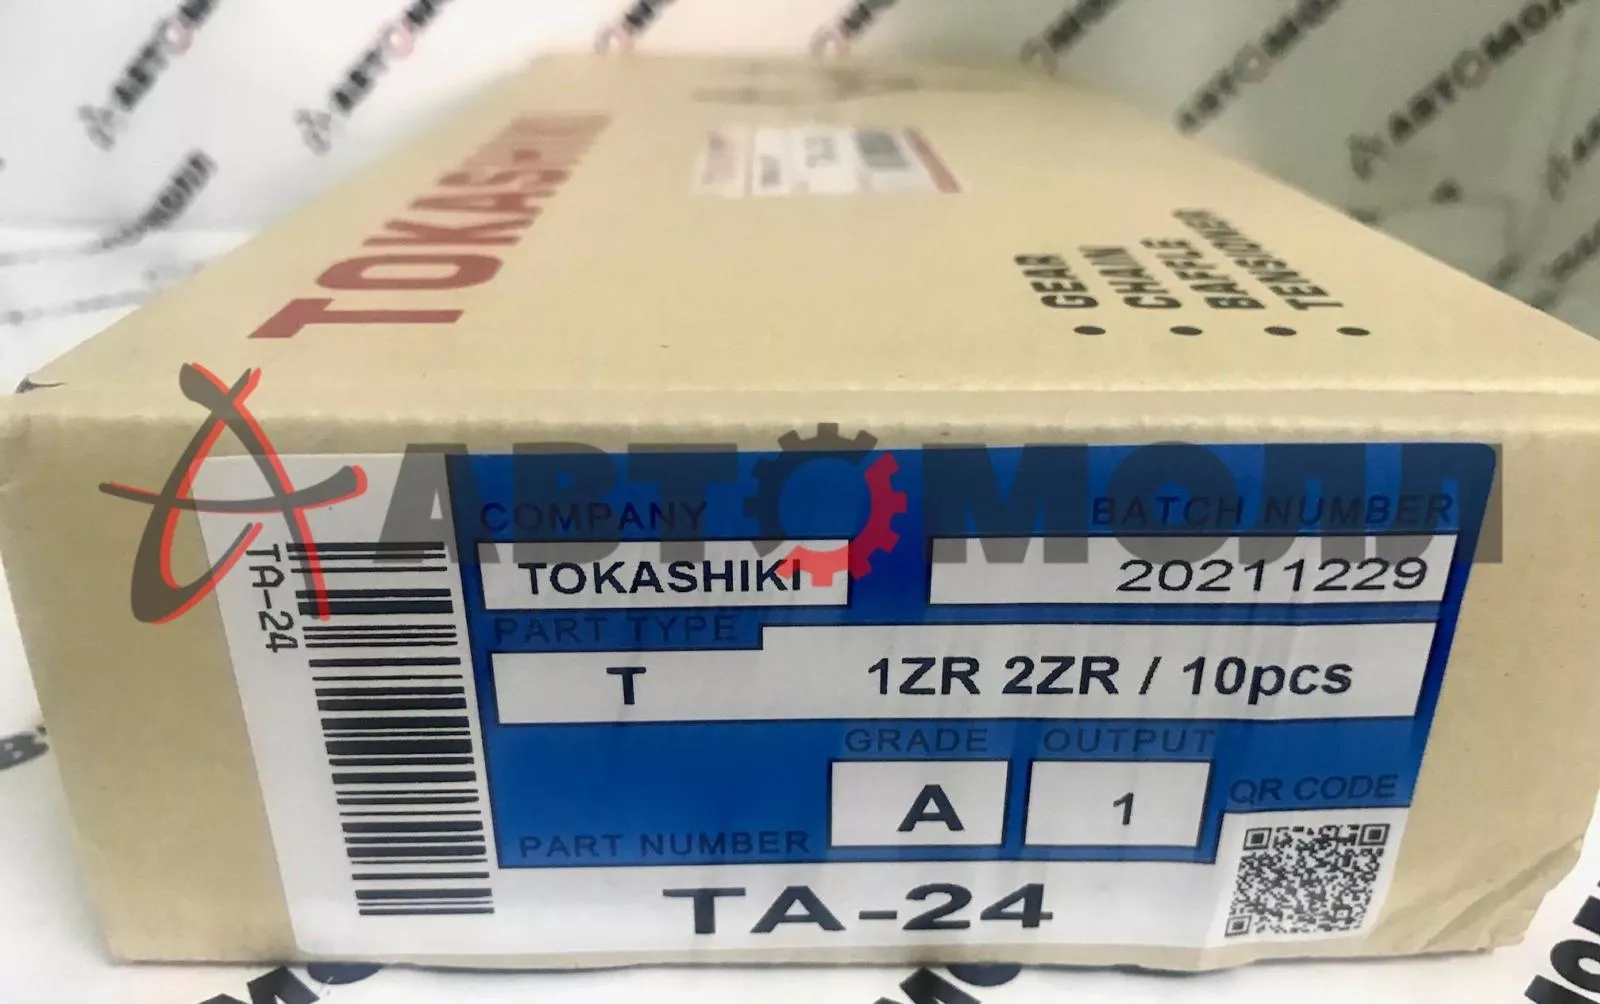 TOKASHIKI
• GEAR
• CHAIN
• BAFFLE
• TENSIONER
АВТОМОЛЛ
COMPANY
BATCH NUMBER
TOKASHIKI
20211229
PART TYPE
T
1ZR 2ZR / 10pcs
GRADE
OUTPUT
A
1
QR CODE
PART NUMBER
TA-24
TA-24